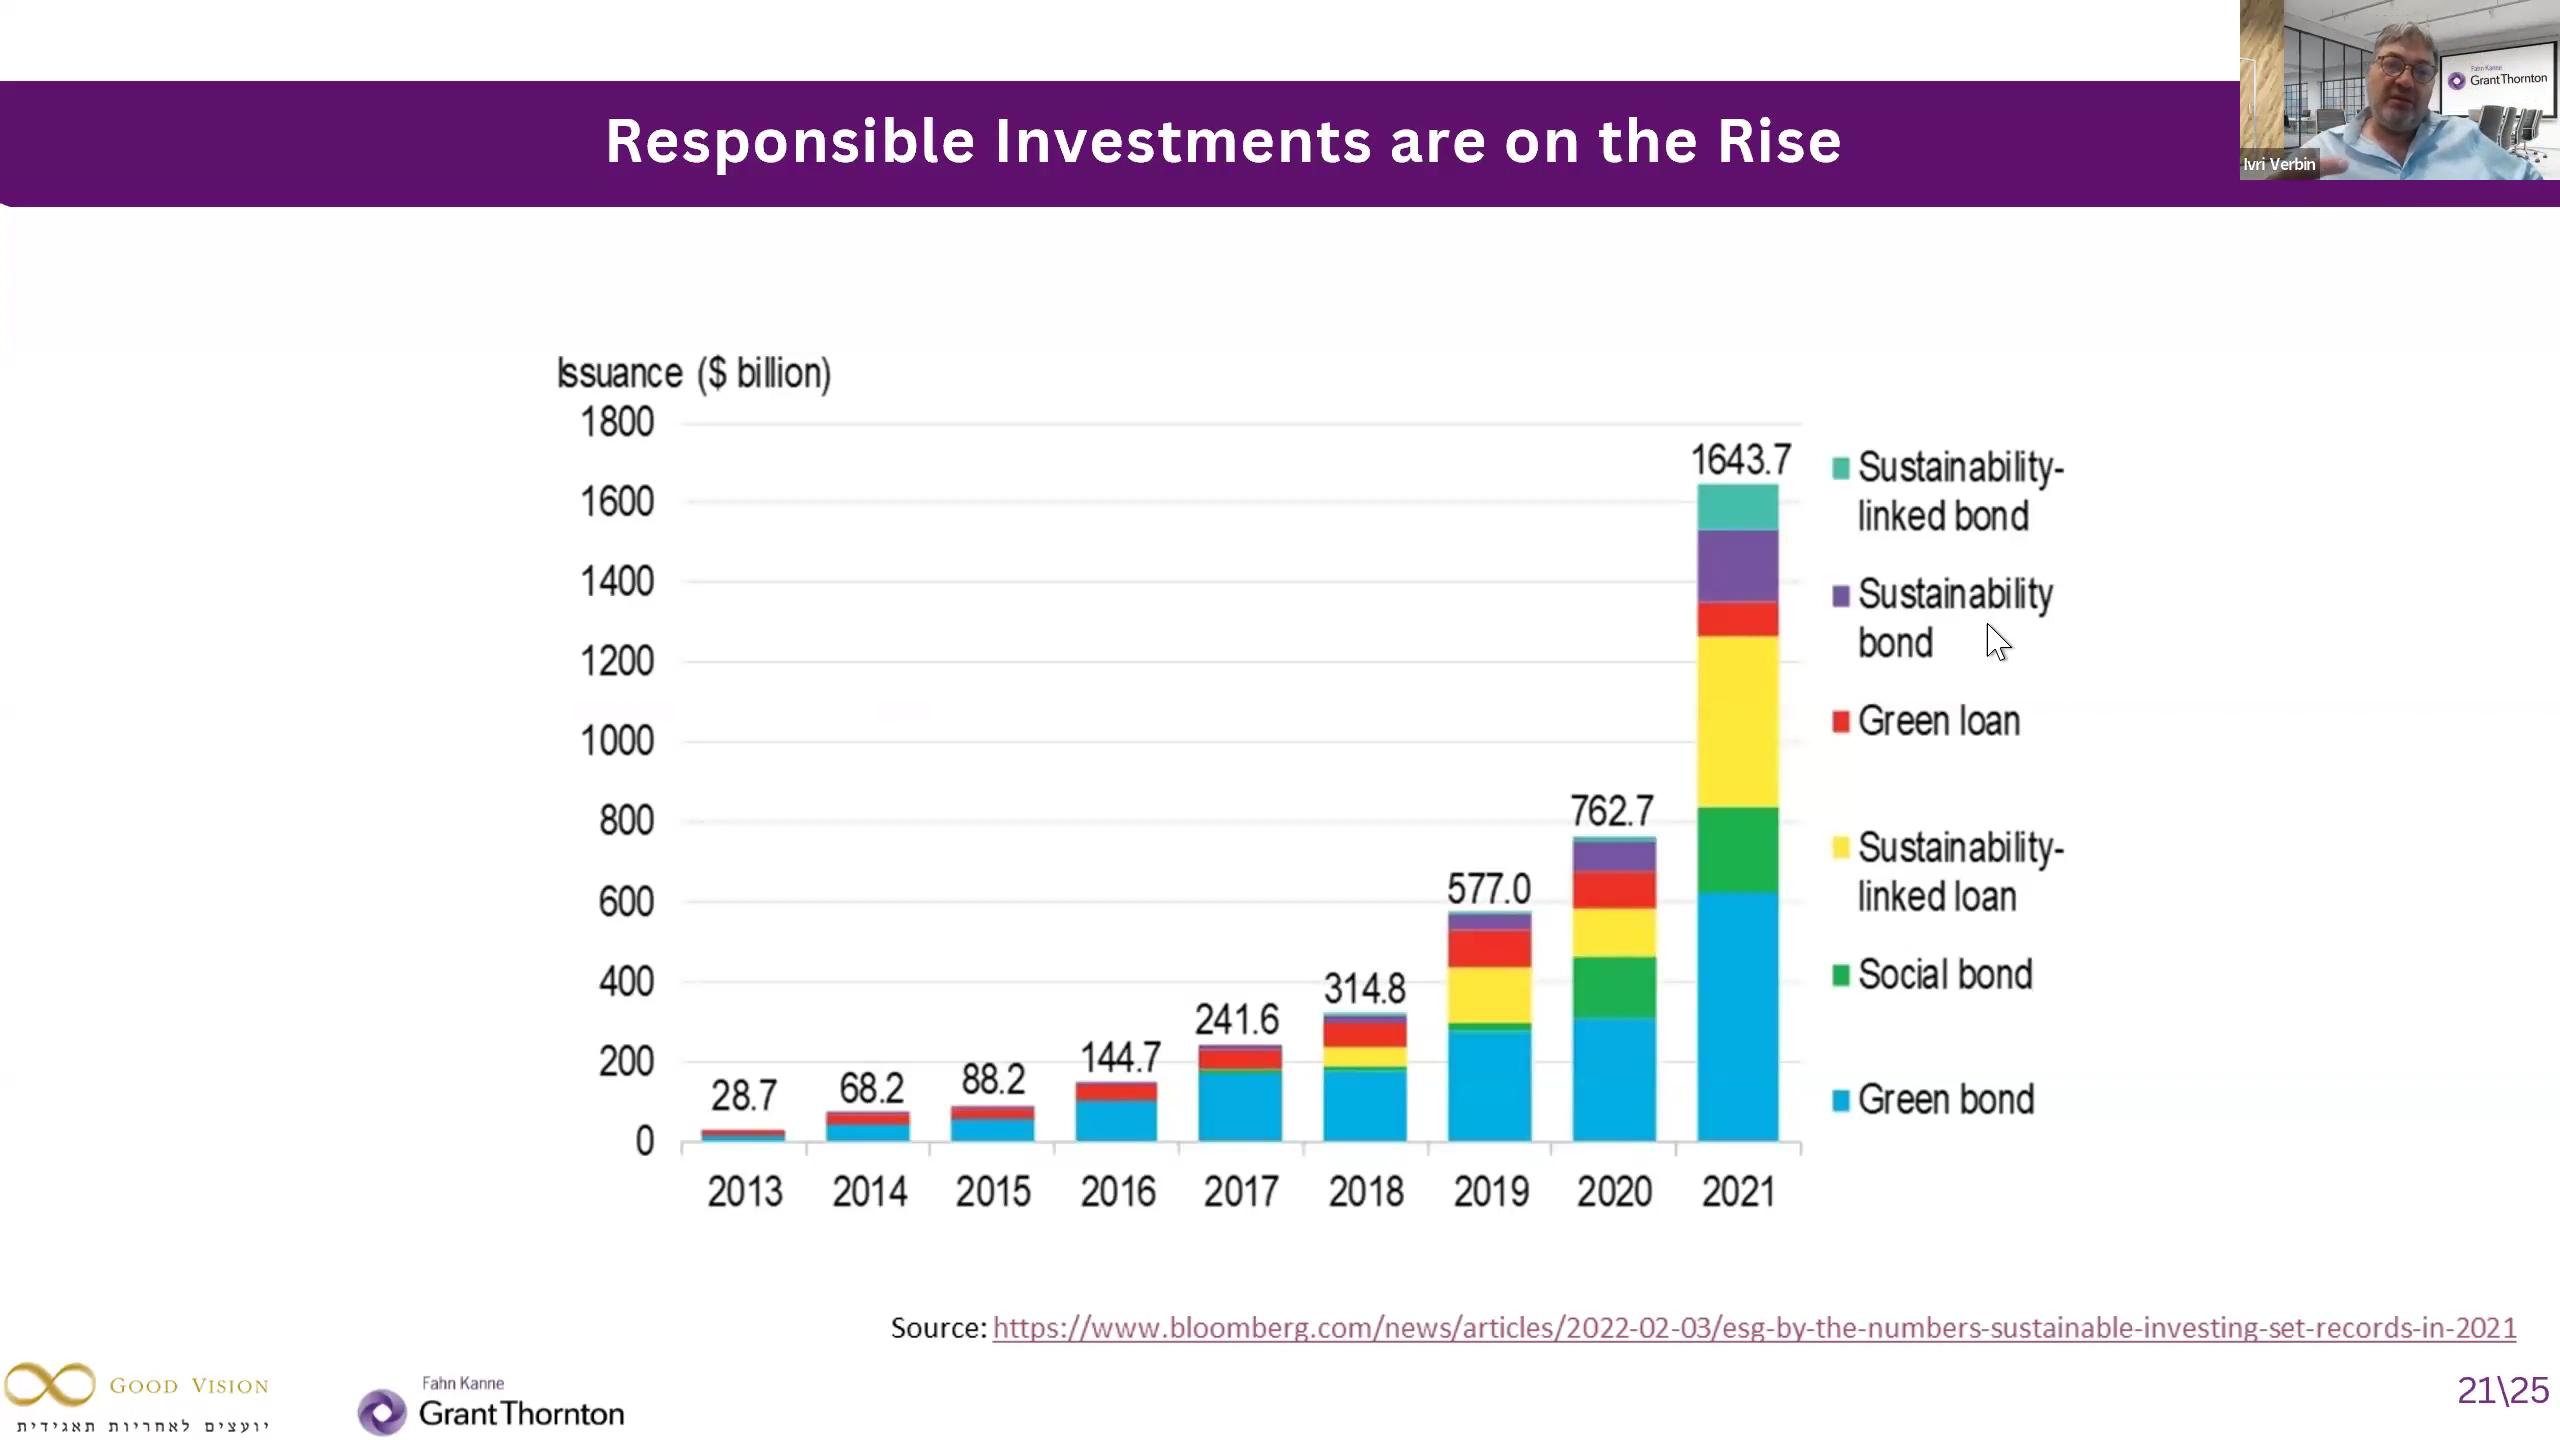 Responsible Investments are on the Rise
Fahn Kanne
Grant Thornton
Ivri Verbin
Issuance ($ billion)
1800
1600
1400
1200
1000
800
600
400
200
0
28.7
68.2
88.2
144.7
241.6
314.8
577.0
762.7
1643.7
2013 2014 2015 2016 2017 2018 2019 2020 2021
Sustainability-
linked bond
Sustainability
bond
Green loan
Sustainability-
linked loan
Social bond
Green bond
Source: https://www.bloomberg.com/news/articles/2022-02-03/esg-by-the-numbers-sustainable-investing-set-records-in-2021
GOOD VISION
יועצים לאחריות תאגידית
Fahn Kanne
Grant Thornton
21\25